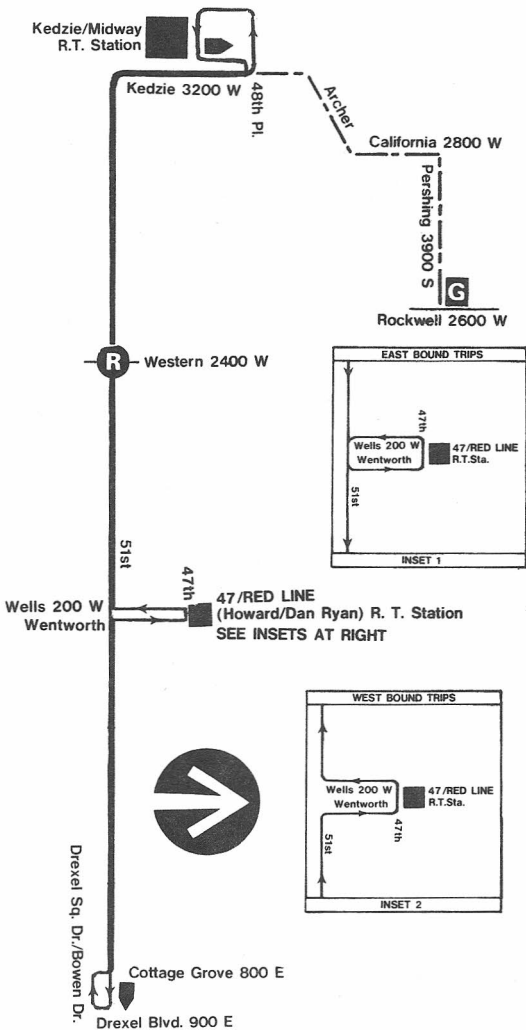 Kedzie/Midway
R.T. Station
Kedzie 3200 W
48th Pl.
Archer
California 2800 W
Pershing 3900 S
G
Rockwell 2600 W
R
Western 2400 W
EAST BOUND TRIPS
47th
Wells 200 W
Wentworth
47/RED LINE
R.T.Sta.
51st
INSET 1
51st
47th
Wells 200 W
Wentworth
47/RED LINE
(Howard/Dan Ryan) R. T. Station
SEE INSETS AT RIGHT
WEST BOUND TRIPS
Wells 200 W
Wentworth
47/RED LINE
R.T.Sta.
47th
51st
INSET 2
Drexel Sq. Dr./Bowen Dr.
Cottage Grove 800 E
Drexel Blvd. 900 E